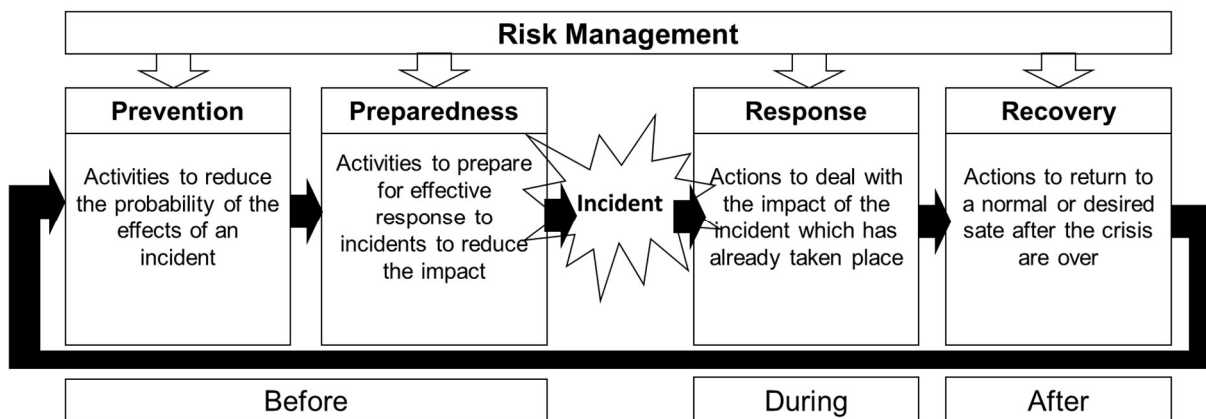 Risk Management
Prevention
Activities to reduce
the probability of the
effects of an
incident
Preparedness
Activities to prepare
for effective
response to
incidents to reduce
the impact
Incident
Response
Actions to deal with
the impact of the
incident which has
already taken place
Recovery
Actions to return to
a normal or desired
sate after the crisis
are over
Before
During
After